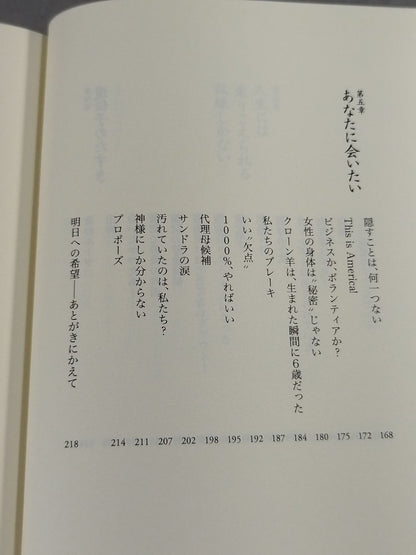 第五章
あなたに会いたい
隠すことは、何一つない 168
This is America! 172
ビジネスか、ボランティアか? 175
女性の身体は〝秘密〟じゃない 180
クローン羊は、生まれた瞬間に6歳だった 184
私たちのブレーキ 187
いい〝欠点〟 192
1000%、やればいい 195
代理母候補 198
サンドラの涙 202
汚れていたのは、私たち? 207
神様にしか分からない 211
プロポーズ 214
明日への希望――あとがきにかえて 218